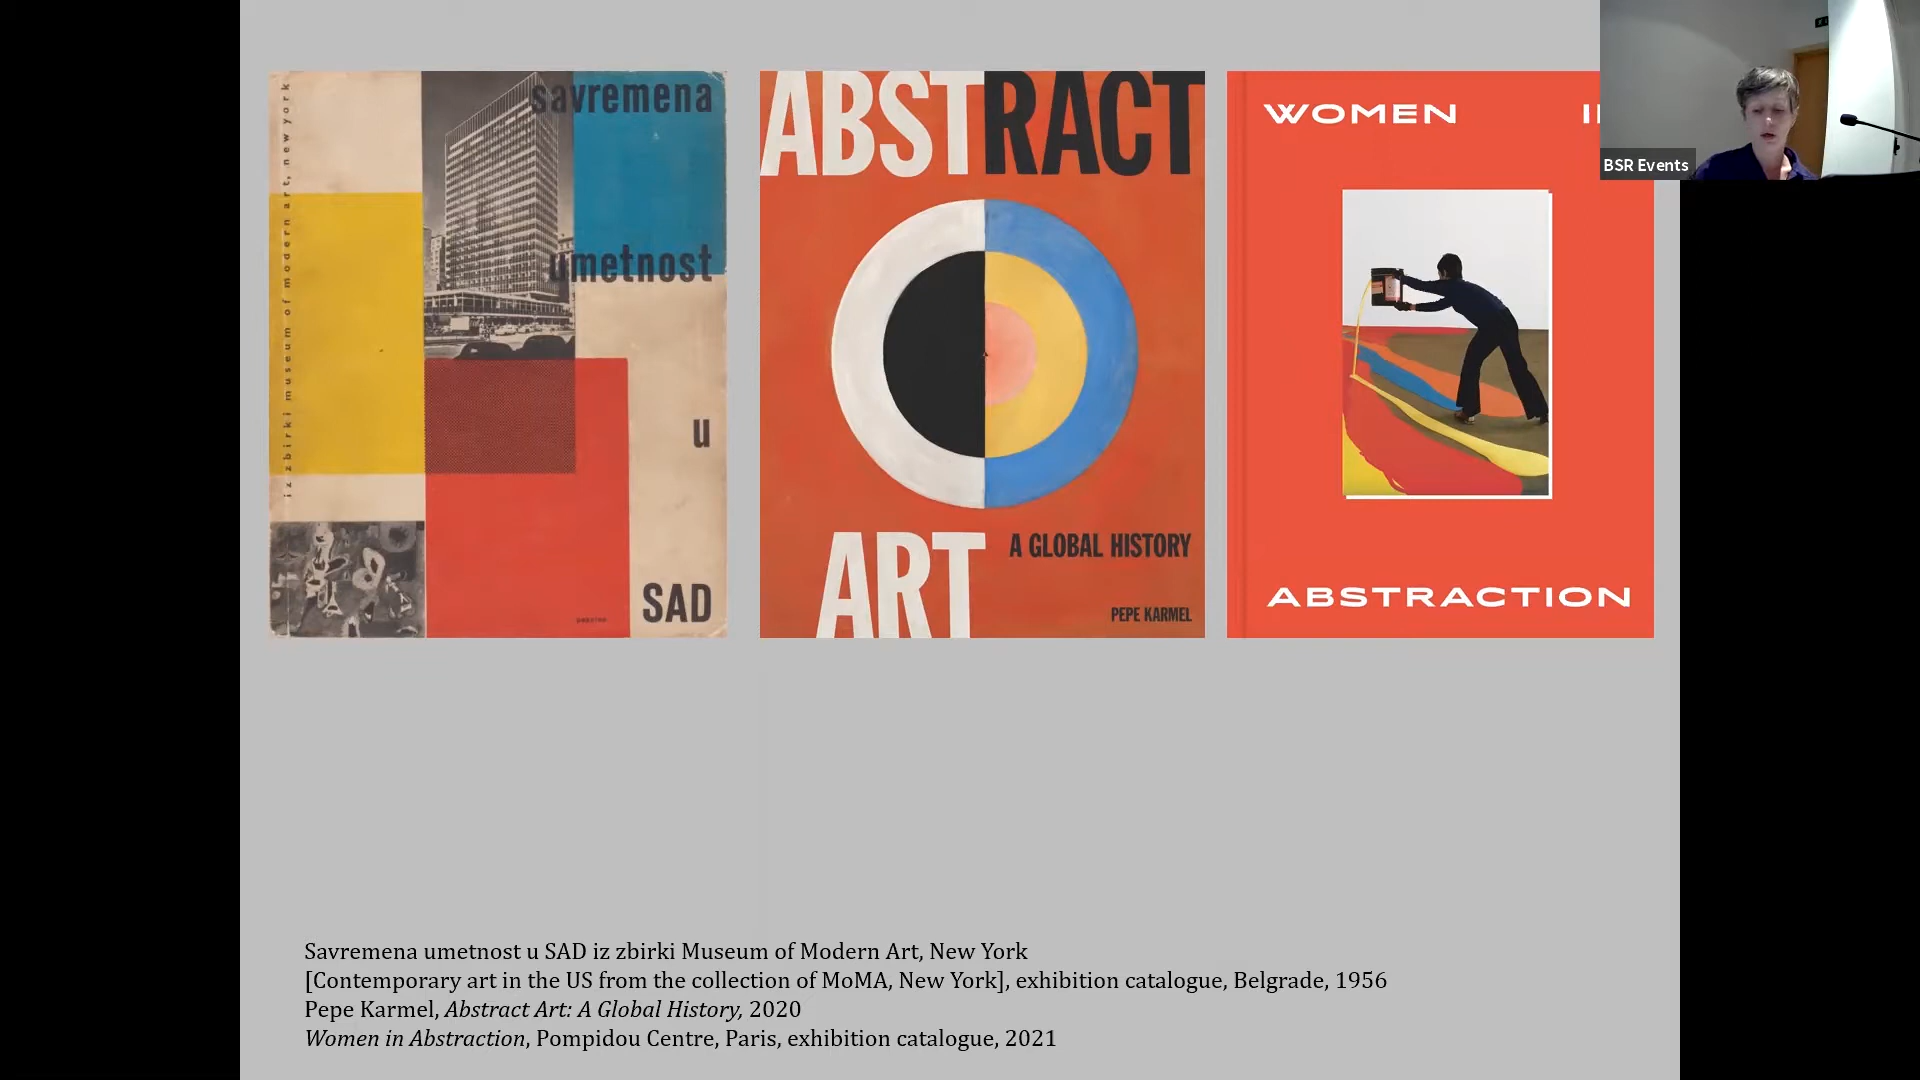 savremena
umetnost
u
SAD
iz zbirki museum of modern art, new york
ABSTRACT
ART
A GLOBAL HISTORY
PEPE KARMEL
WOMEN
ABSTRACTION
BSR Events
Savremena umetnost u SAD iz zbirki Museum of Modern Art, New York
[Contemporary art in the US from the collection of MoMA, New York], exhibition catalogue, Belgrade, 1956
Pepe Karmel, Abstract Art: A Global History, 2020
Women in Abstraction, Pompidou Centre, Paris, exhibition catalogue, 2021